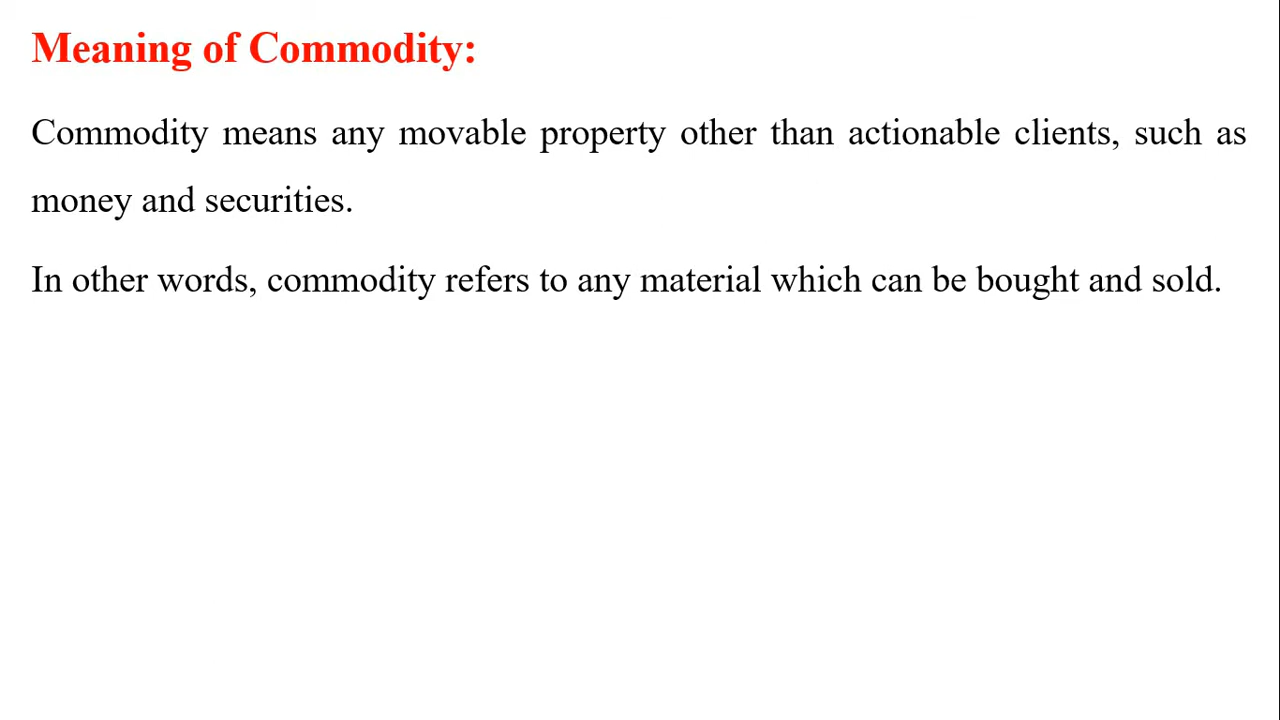 Meaning of Commodity:
Commodity means any movable property other than actionable clients, such as
money and securities.
In other words, commodity refers to any material which can be bought and sold.